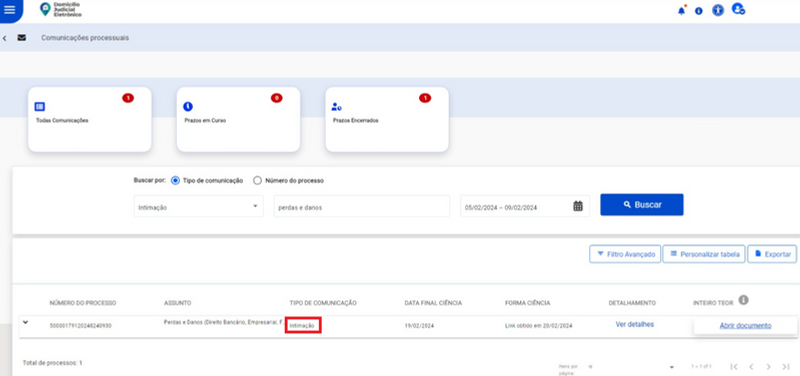 Domicílio
Judicial
Eletrônico
Comunicações processuais
1
0
1
Todas Comunicações
Prazos em Curso
Prazos Encerrados
Buscar por: Tipo de comunicação Número do processo
Intimação perdas e danos 05/02/2024 – 09/02/2024 Buscar
Filtro Avançado Personalizar tabela Exportar
NÚMERO DO PROCESSO ASSUNTO TIPO DE COMUNICAÇÃO DATA FINAL CIÊNCIA FORMA CIÊNCIA DETALHAMENTO INTEIRO TEOR
Perdas e Danos (Direito Bancário, Empresarial, F Intimação 19/02/2024 Link obtido em 20/02/2024 Ver detalhes Abrir documento
Total de processos: 1
Itens por página 1 – 1 of 1